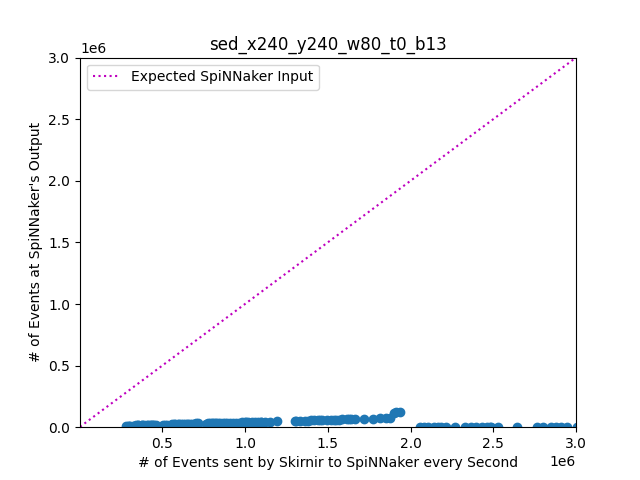 sed_x240_y240_w80_t0_b13
1e6
Expected SpiNNaker Input
3.0
2.5
2.0
1.5
1.0
0.5
0.0
# of Events at SpiNNaker's Output
0.5 1.0 1.5 2.0 2.5 3.0
1e6
# of Events sent by Skirnir to SpiNNaker every Second